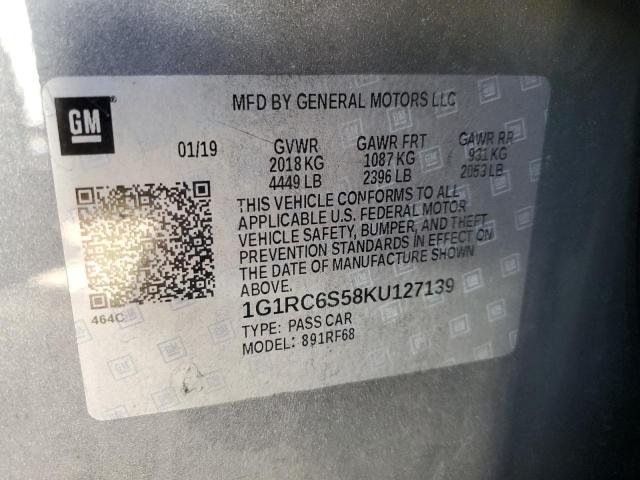 MFD BY GENERAL MOTORS LLC
GM
01/19 GVWR GAWR FRT GAWR RR
2018 KG 1087 KG 931 KG
4449 LB 2396 LB 2053 LB
THIS VEHICLE CONFORMS TO ALL
APPLICABLE U.S. FEDERAL MOTOR
VEHICLE SAFETY, BUMPER, AND THEFT
PREVENTION STANDARDS IN EFFECT ON
THE DATE OF MANUFACTURE SHOWN
ABOVE.
464C
1G1RC6S58KU127139
TYPE: PASS CAR
MODEL: 891RF68